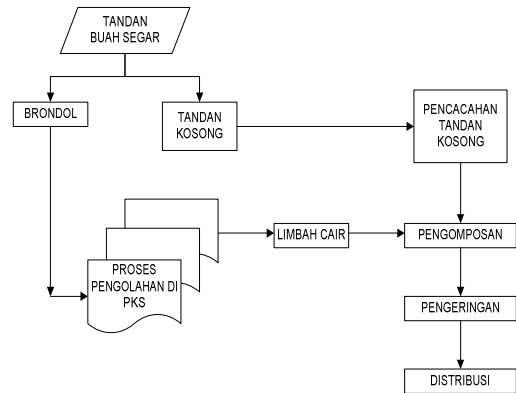 TANDAN
BUAH SEGAR
BRONDOL
TANDAN
KOSONG
PENCACAHAN
TANDAN
KOSONG
PROSES
PENGOLAHAN DI
PKS
LIMBAH CAIR
PENGOMPOSAN
PENGERINGAN
DISTRIBUSI